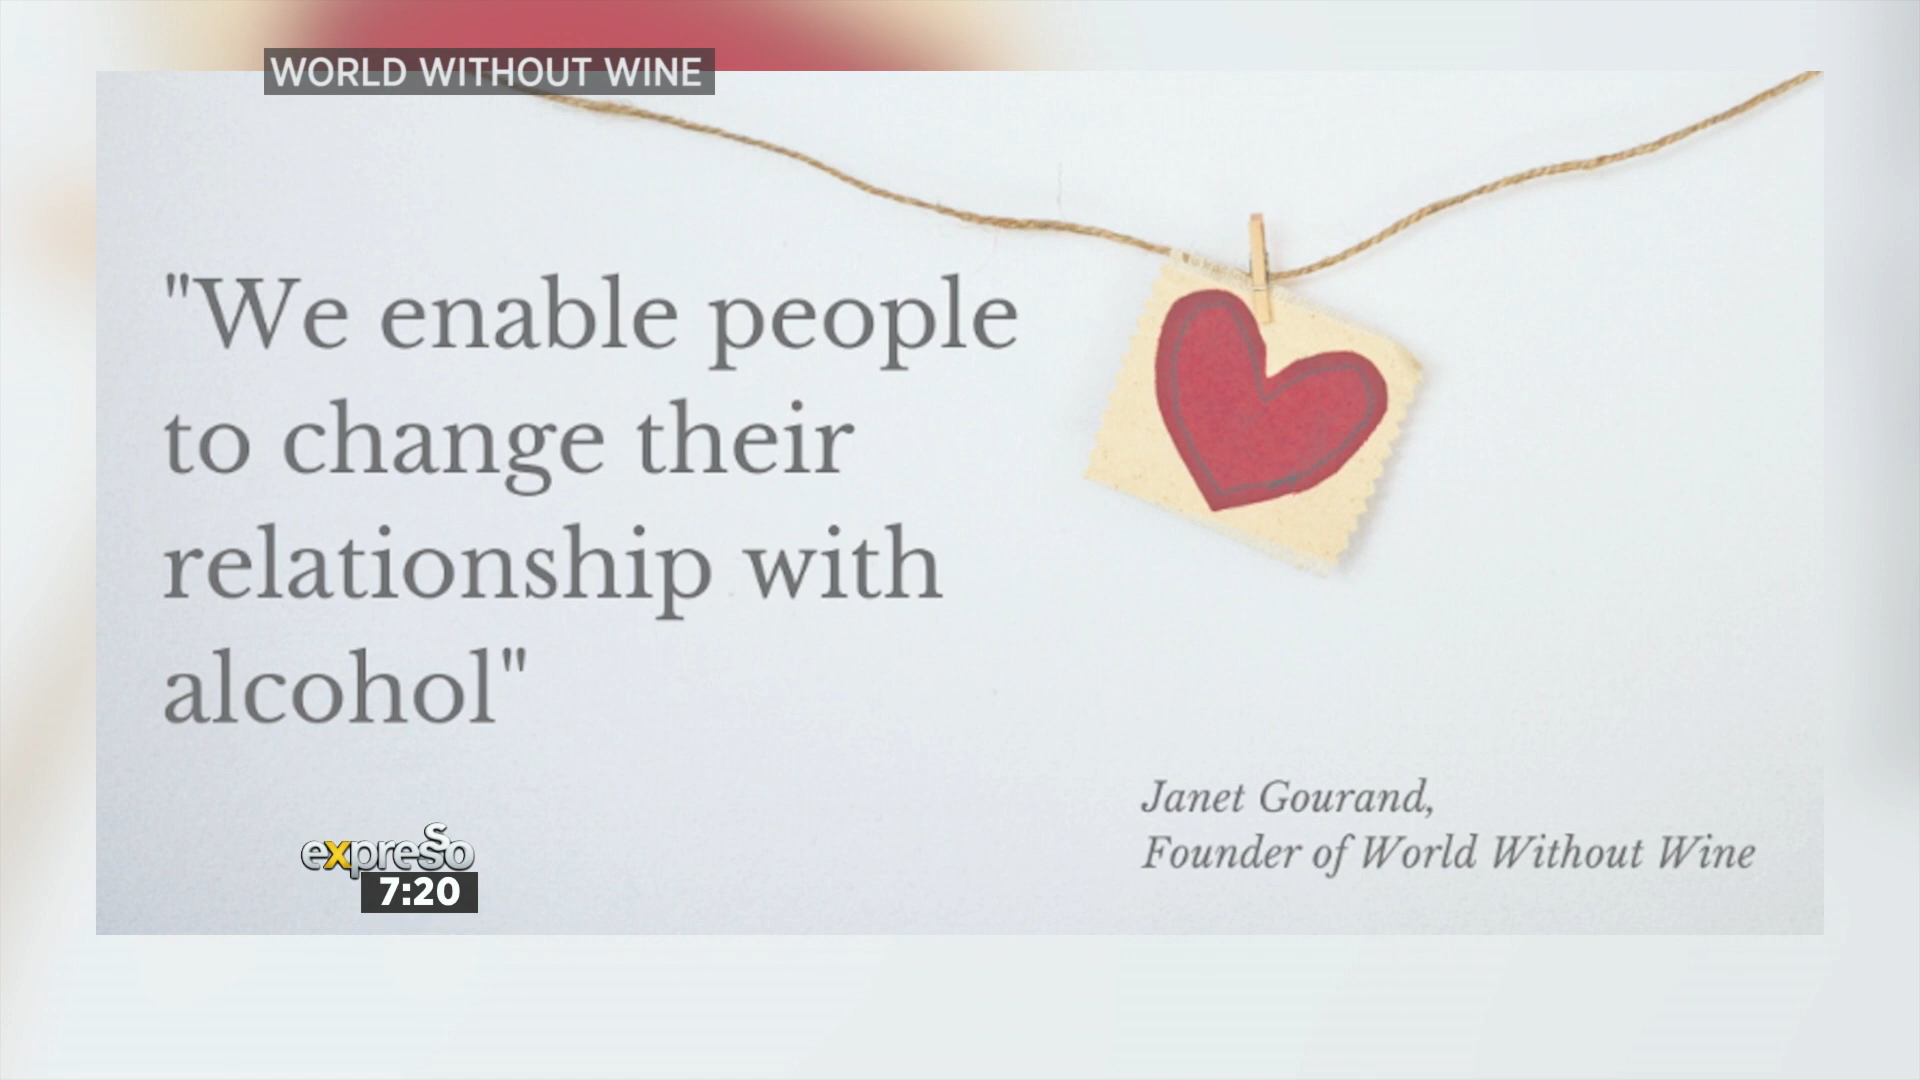 WORLD WITHOUT WINE
"We enable people
to change their
relationship with
alcohol"
Janet Gourand,
Founder of World Without Wine
expresso
7:20